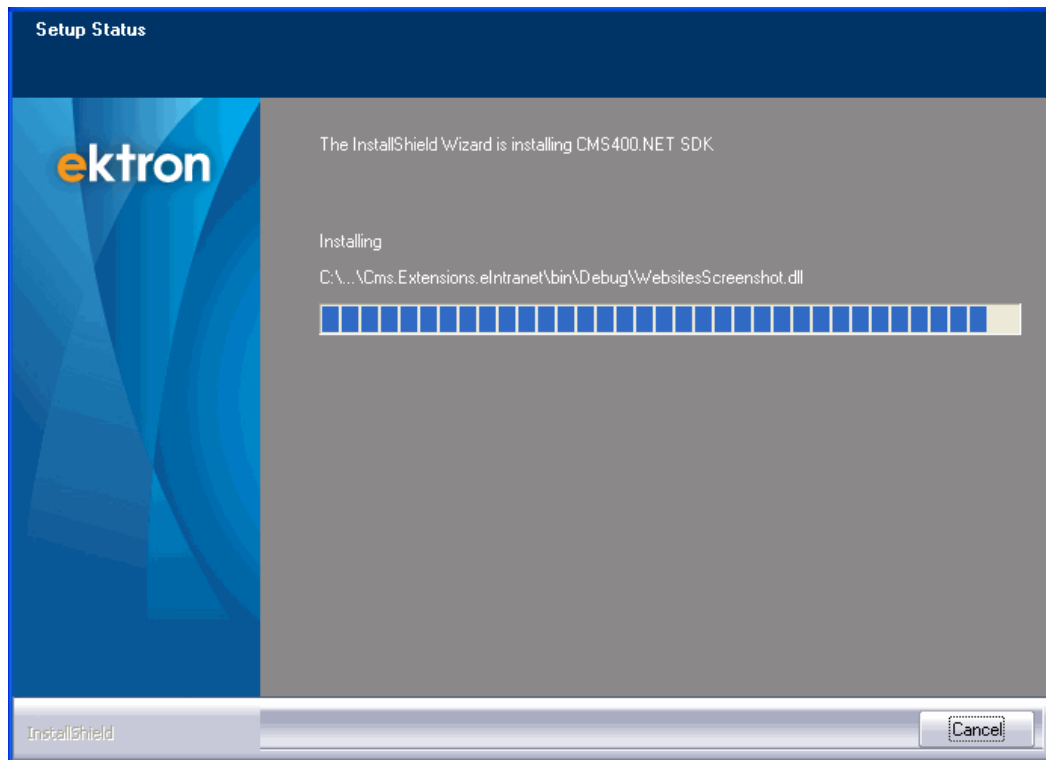 Setup Status
ektron
The InstallShield Wizard is installing CMS400.NET SDK
Installing
C:\...\Cms.Extensions.eIntranet\bin\Debug\WebsitesScreenshot.dll
InstallShield
Cancel